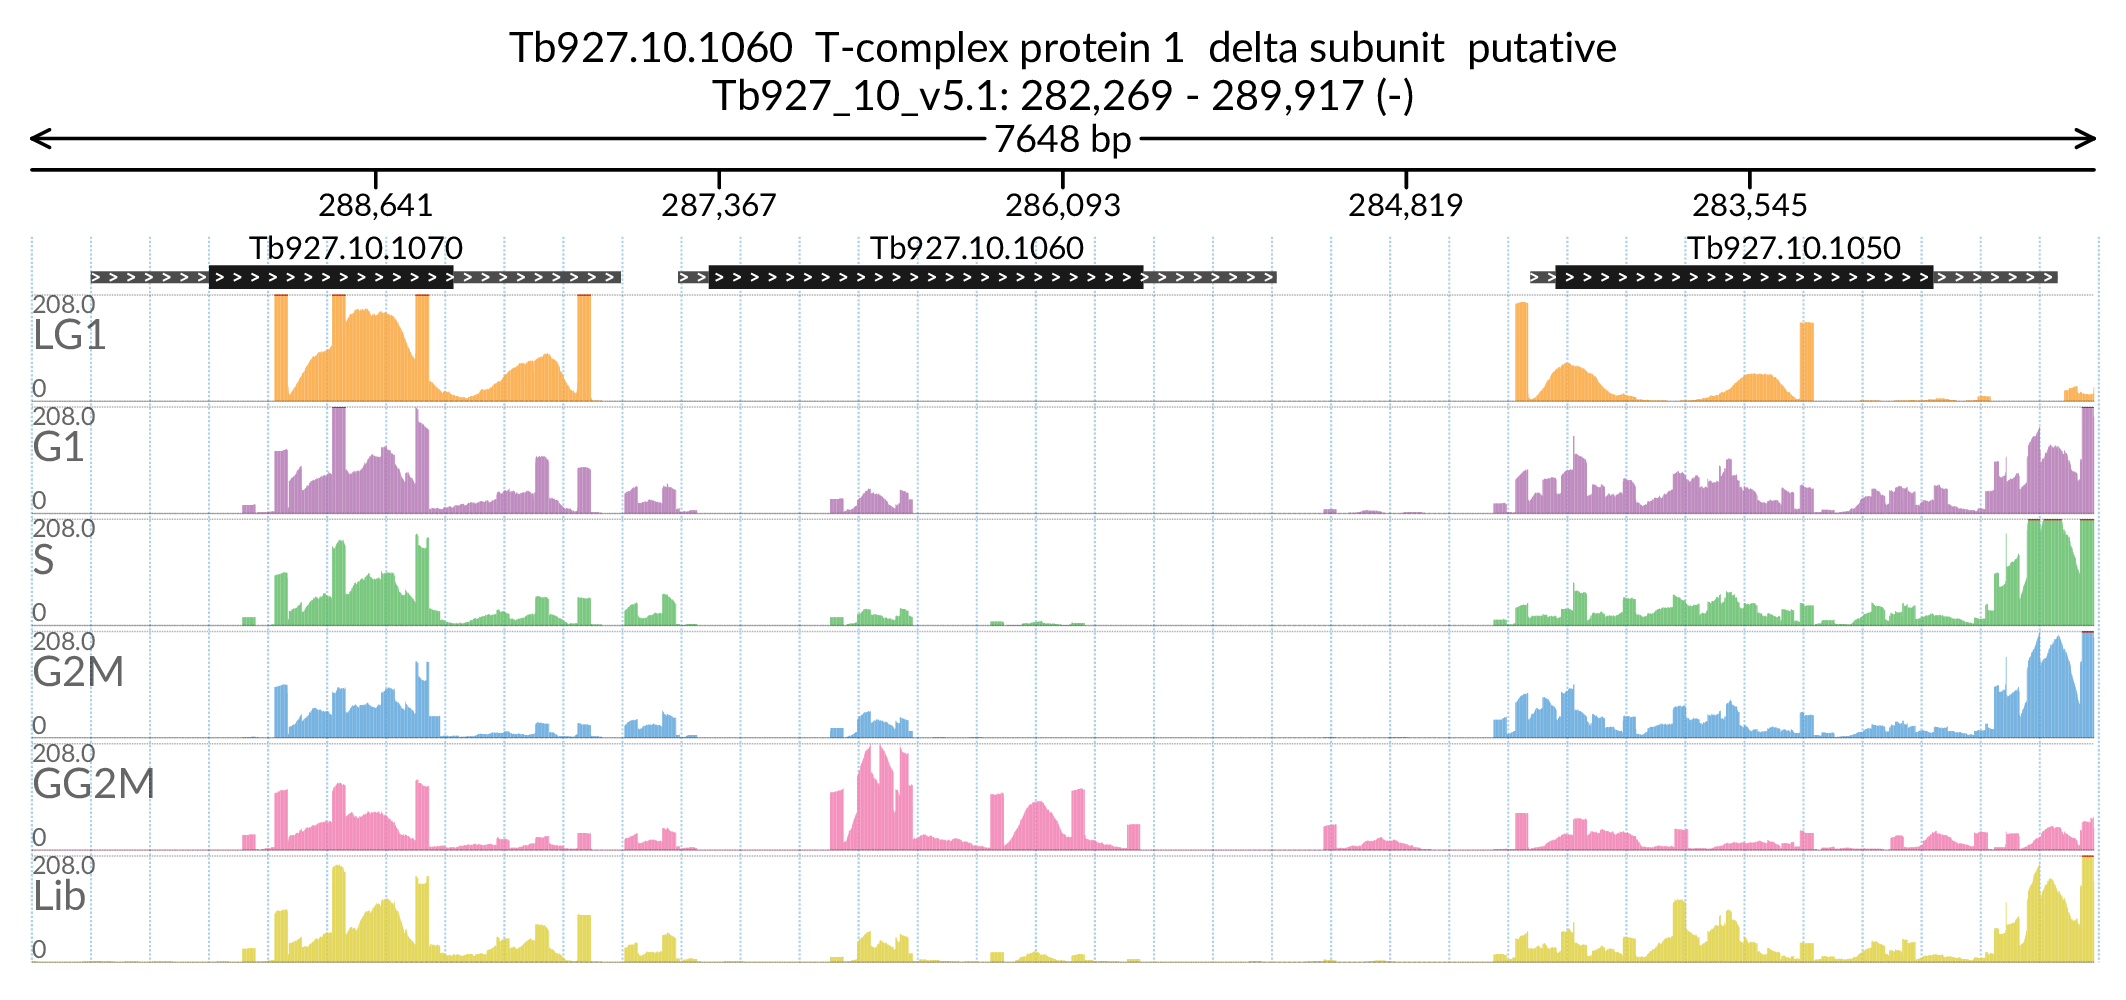 Tb927.10.1060 T-complex protein 1 delta subunit putative
Tb927_10_v5.1: 282,269 - 289,917 (-)
7648 bp
288,641 287,367 286,093 284,819 283,545
Tb927.10.1070 Tb927.10.1060 Tb927.10.1050
208.0
LG1
0
208.0
G1
0
208.0
S
0
208.0
G2M
0
208.0
GG2M
0
208.0
Lib
0